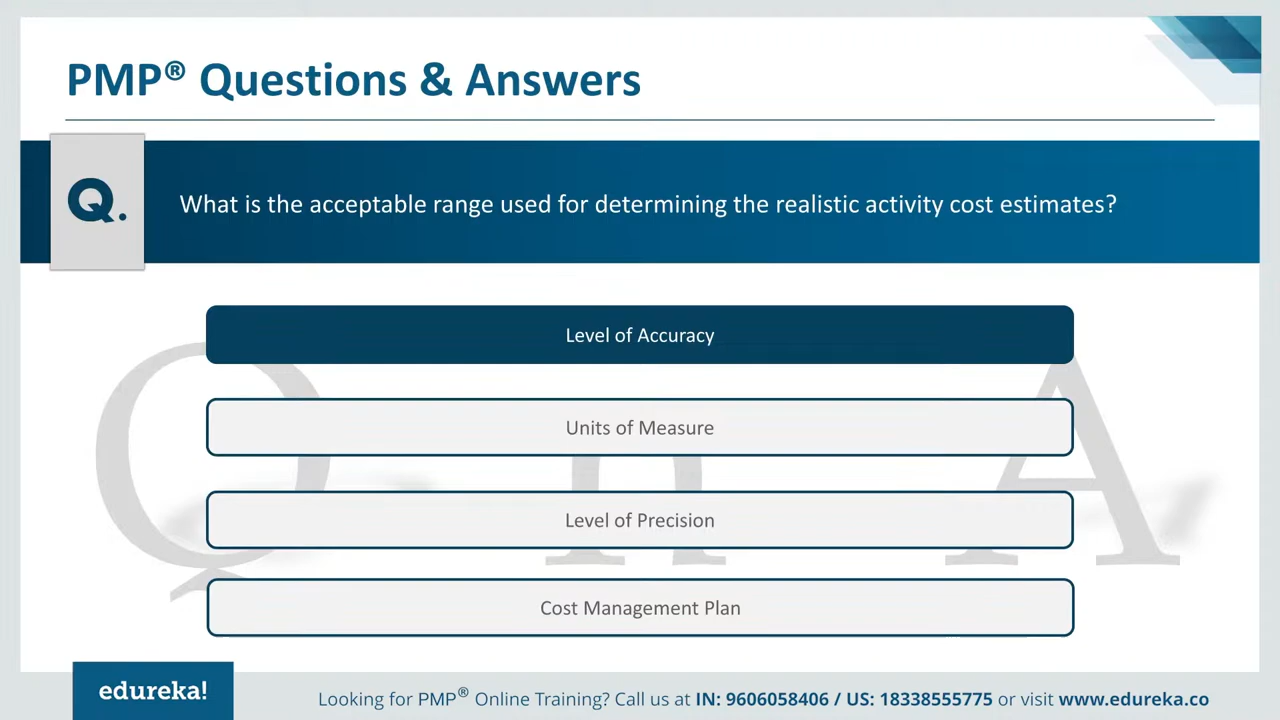 PMP® Questions & Answers
Q.
What is the acceptable range used for determining the realistic activity cost estimates?
Level of Accuracy
Units of Measure
Level of Precision
Cost Management Plan
Q n A
edureka!
Looking for PMP® Online Training? Call us at IN: 9606058406 / US: 18338555775 or visit www.edureka.co